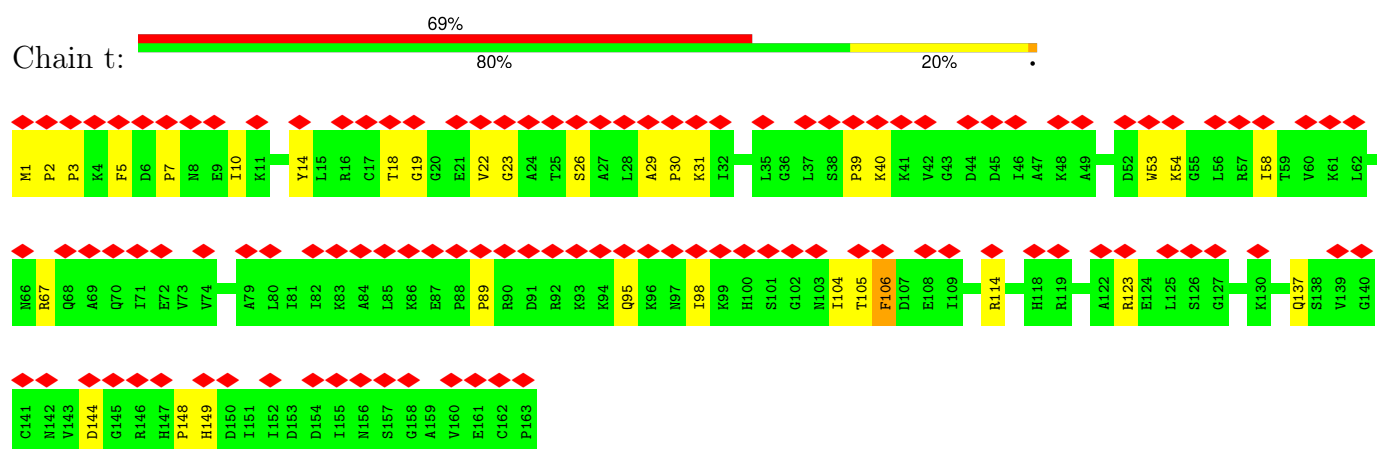 69%
Chain t:
80% 20% •
M1 P2 P3 K4 F5 D6 P7 N8 E9 I10 K11 Y14 L15 R16 C17 T18 G19 G20 E21 V22 G23 A24 T25 S26 A27 L28 A29 P30 K31 I32 L35 G36 L37 S38 P39 K40 K41 V42 G43 D44 D45 I46 A47 K48 A49 D52 W53 K54 G55 L56 R57 I58 T59 V60 K61 L62
N66 R67 Q68 A69 Q70 I71 E72 V73 V74 A79 L80 I81 I82 K83 A84 L85 K86 E87 P88 P89 R90 D91 R92 K93 K94 Q95 K96 N97 I98 K99 H100 S101 G102 N103 I104 T105 F106 D107 E108 I109 R114 H118 R119 A122 R123 E124 L125 S126 G127 K130 Q137 S138 V139 G140
C141 N142 V143 D144 G145 R146 H147 P148 H149 D150 I151 I152 D153 D154 I155 N156 S157 G158 A159 V160 E161 C162 P163